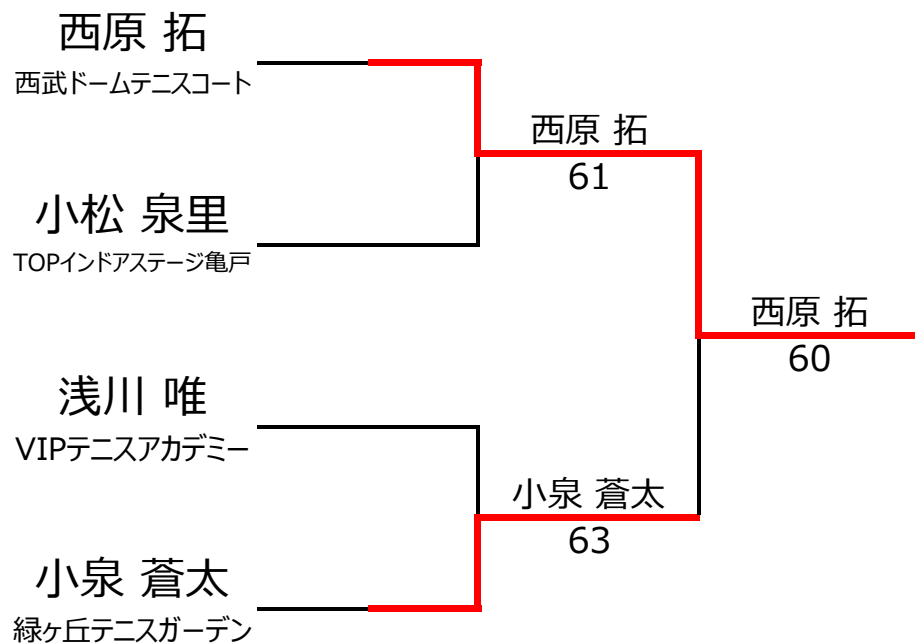 西原 拓
西武ドームテニスコート
西原 拓
61
小松 泉里
TOPインドアステージ亀戸
西原 拓
60
浅川 唯
VIPテニスアカデミー
小泉 蒼太
63
小泉 蒼太
緑ヶ丘テニスガーデン